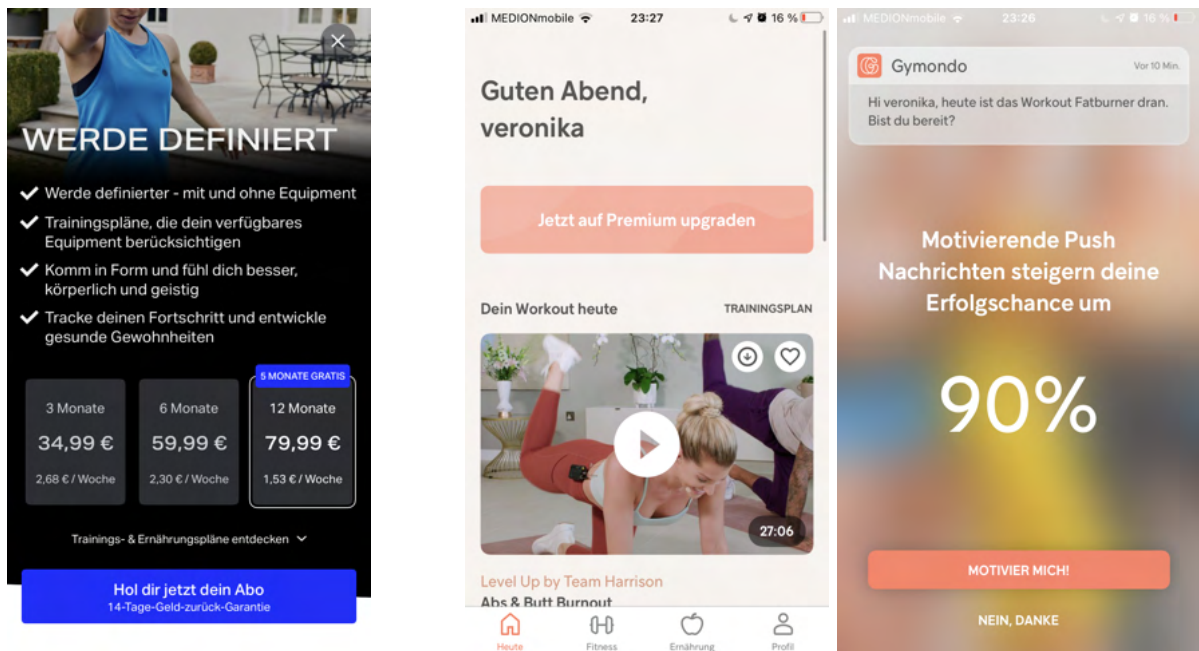 WERDE DEFINIERT
Werde definierter - mit und ohne Equipment
Trainingspläne, die dein verfügbares
Equipment berücksichtigen
Komm in Form und fühl dich besser,
körperlich und geistig
Tracke deinen Fortschritt und entwickle
gesunde Gewohnheiten
5 MONATE GRATIS
3 Monate
34,99 €
2,68 € / Woche
6 Monate
59,99 €
2,30 € / Woche
12 Monate
79,99 €
1,53 € / Woche
Trainings- & Ernährungspläne entdecken
Hol dir jetzt dein Abo
14-Tage-Geld-zurück-Garantie
MEDIONmobile 23:27 16 %
Guten Abend,
veronika
Jetzt auf Premium upgraden
Dein Workout heute TRAININGSPLAN
27:06
Level Up by Team Harrison
Abs & Butt Burnout
Heute Fitness Ernährung Profil
MEDIONmobile 23:26 16 %
Gymondo Vor 10 Min.
Hi veronika, heute ist das Workout Fatburner dran.
Bist du bereit?
Motivierende Push
Nachrichten steigern deine
Erfolgschance um
90%
MOTIVIER MICH!
NEIN, DANKE